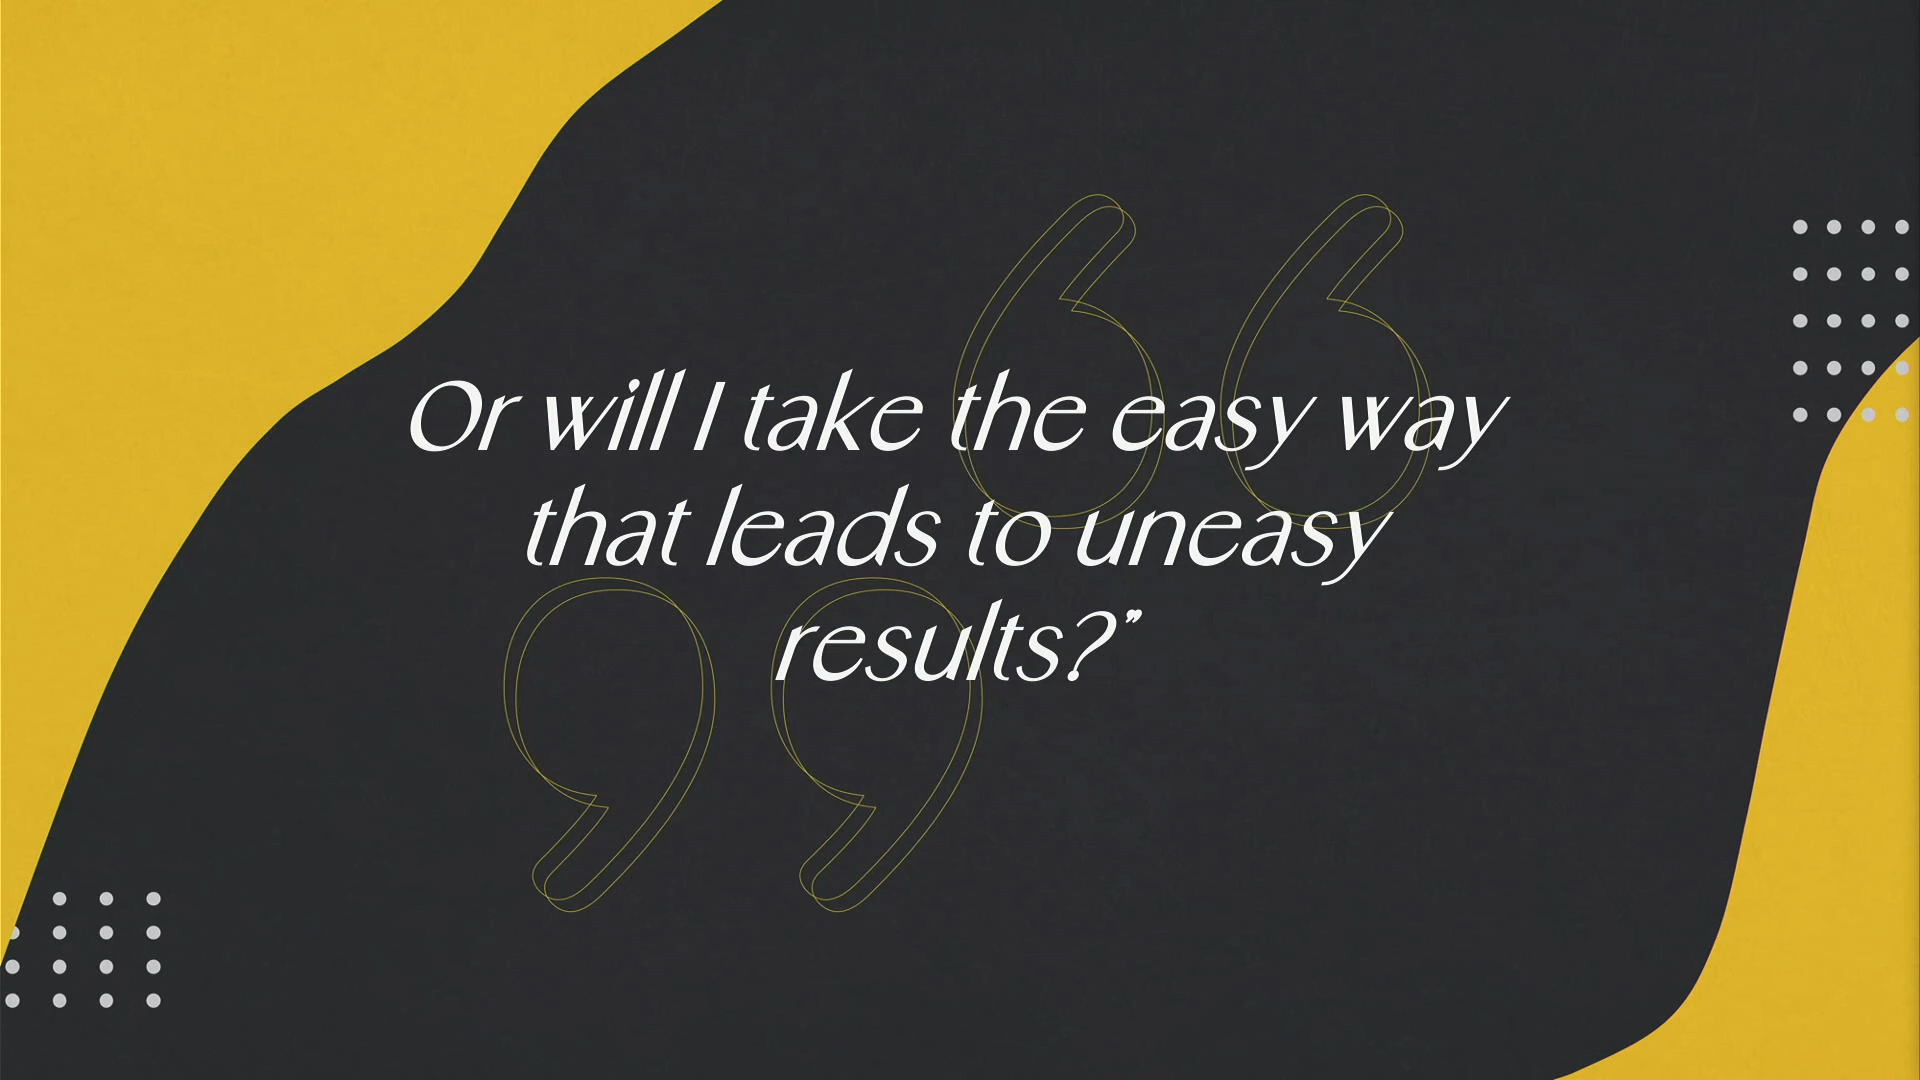 Or will I take the easy way
that leads to uneasy
results?”